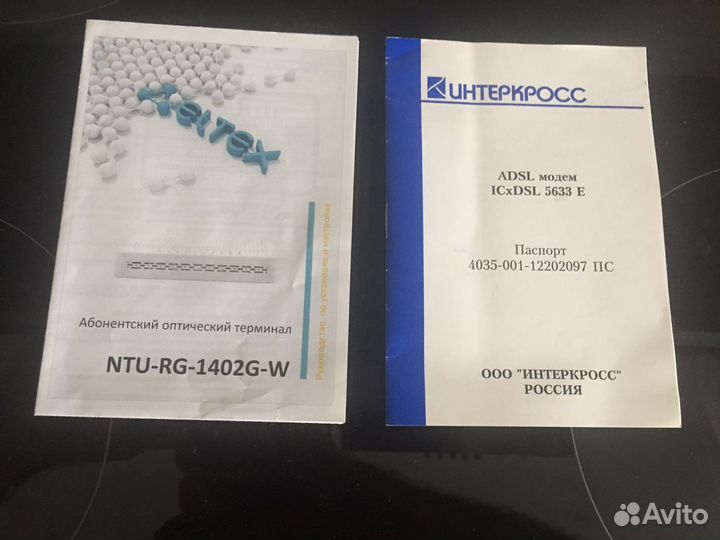 eltex
Руководство по установке и настройке
Абонентский оптический терминал
NTU-RG-1402G-W
ИНТЕРКРОСС
ADSL модем
ICxDSL 5633 E
Паспорт
4035-001-12202097 ПС
ООО "ИНТЕРКРОСС"
РОССИЯ
Avito